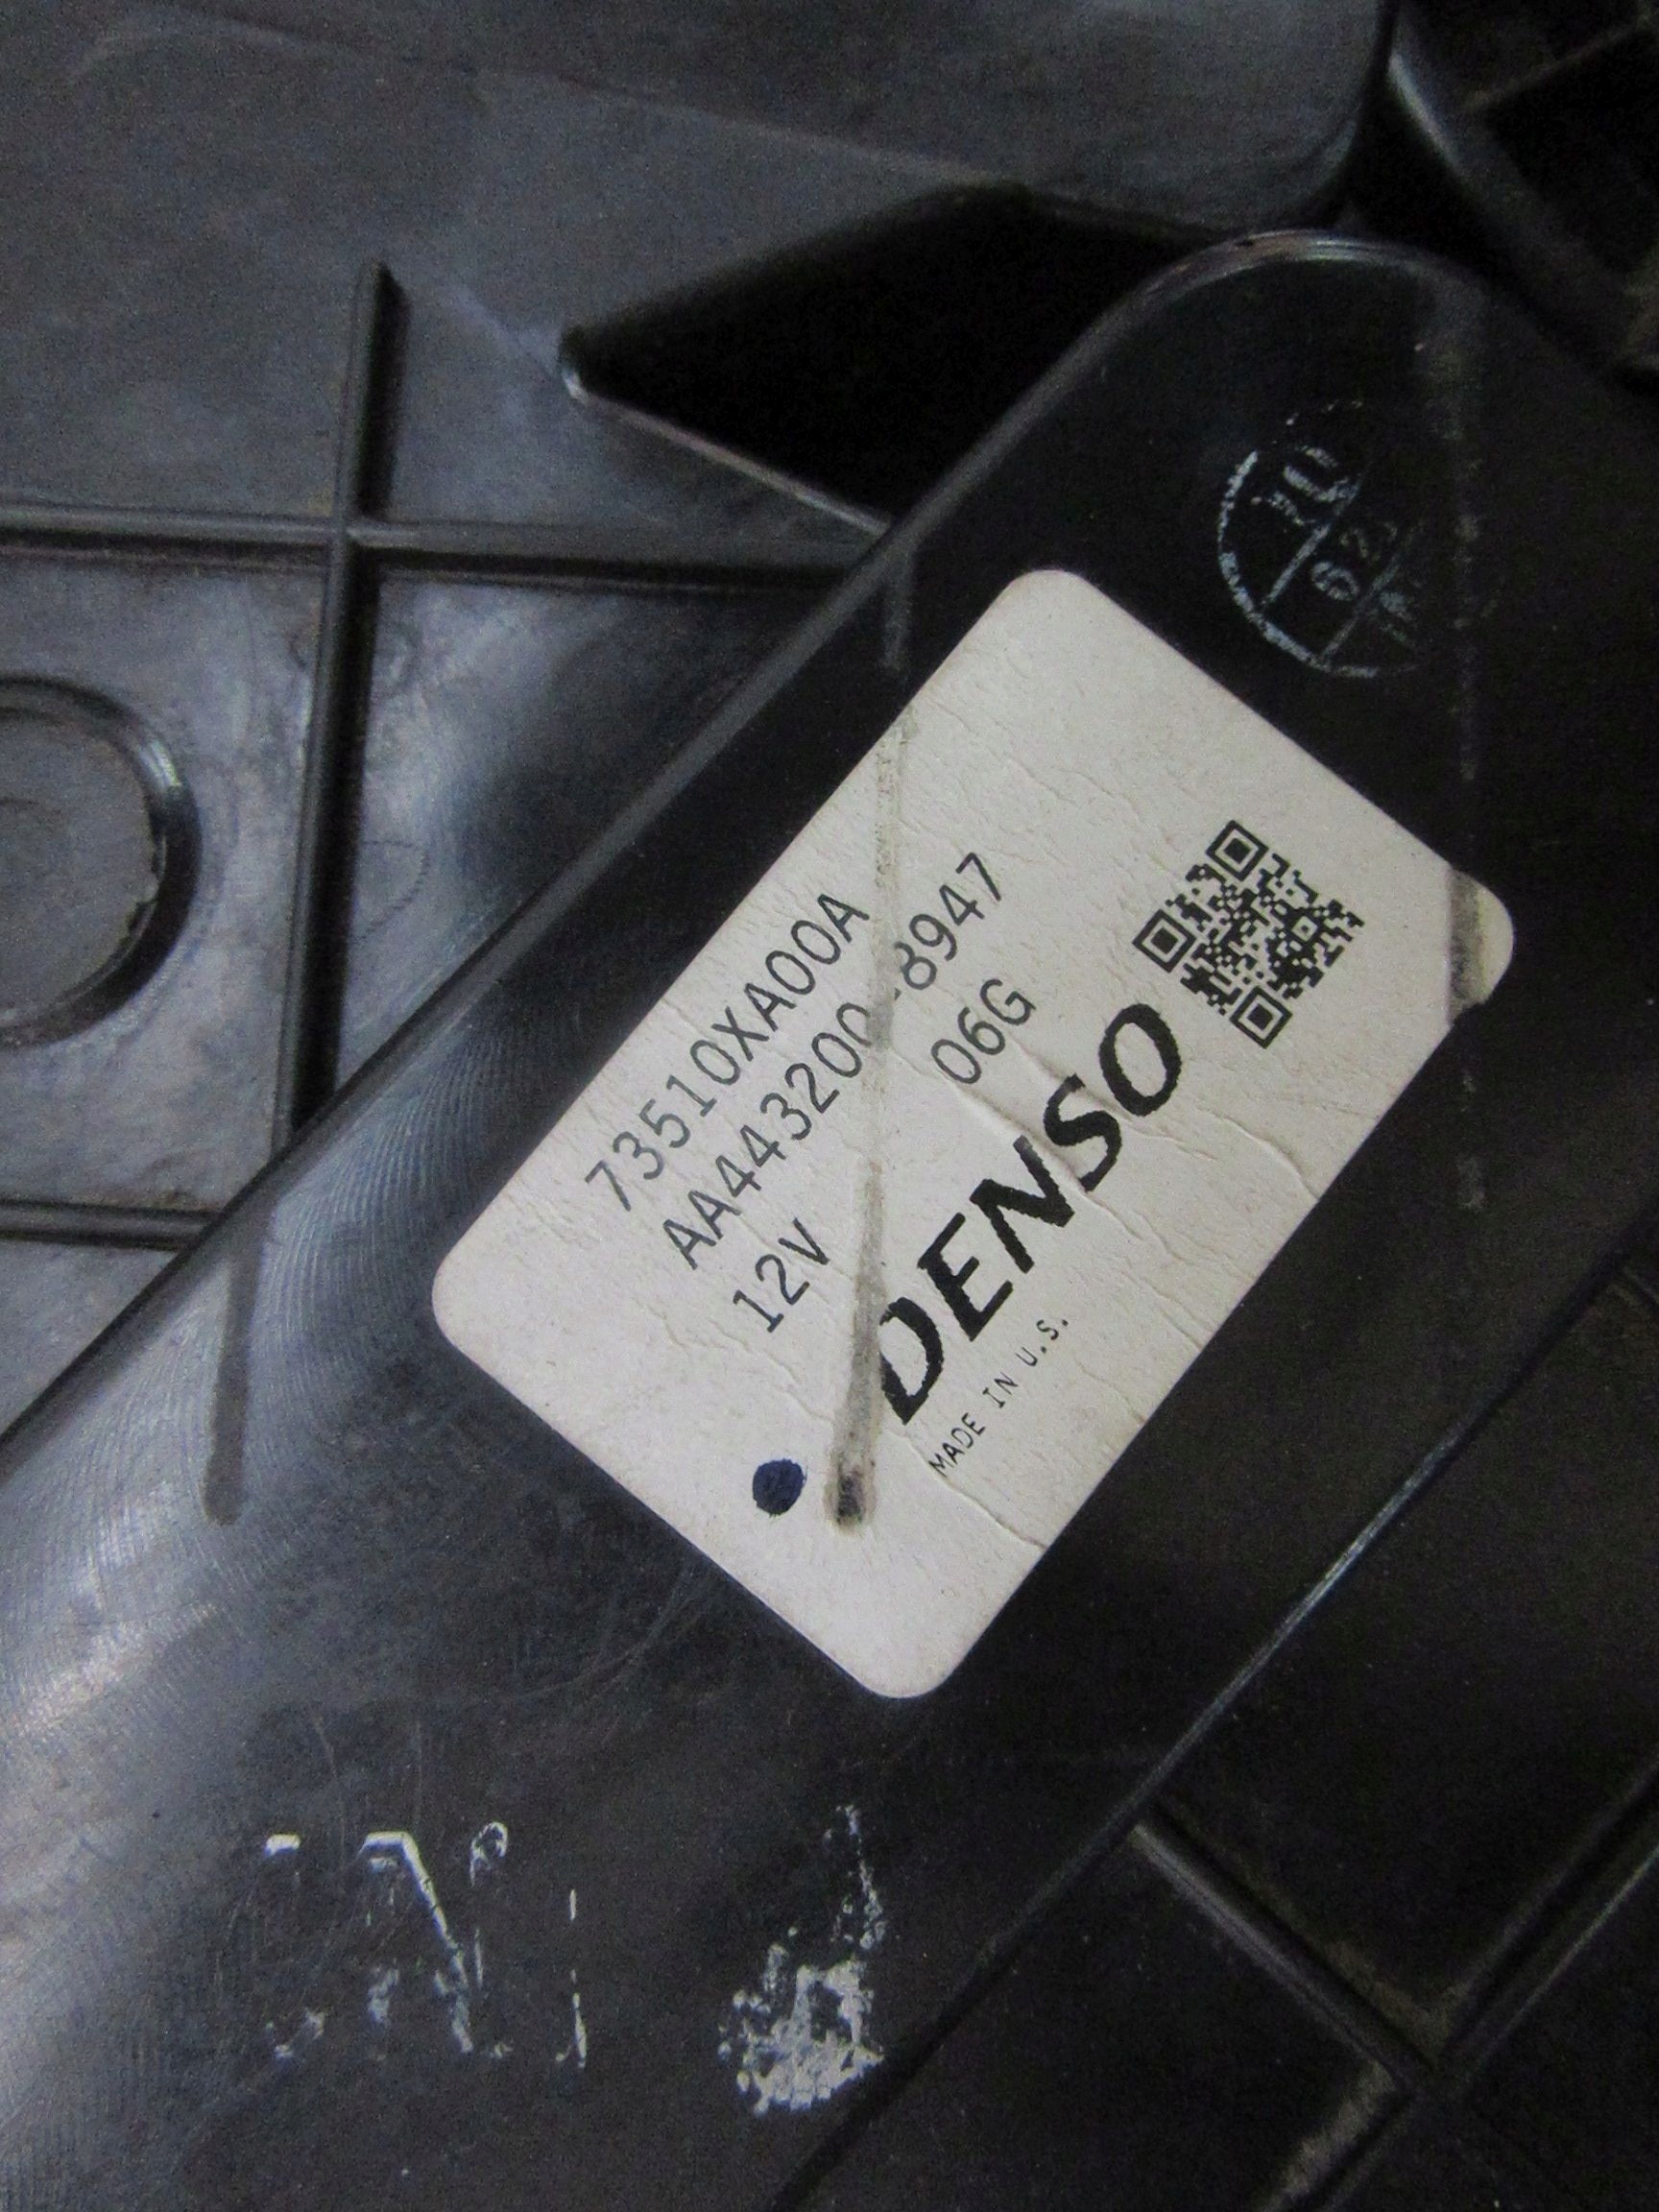 73510XA00A
AA443200-8947
12V 06G
DENSO
MADE IN U.S.